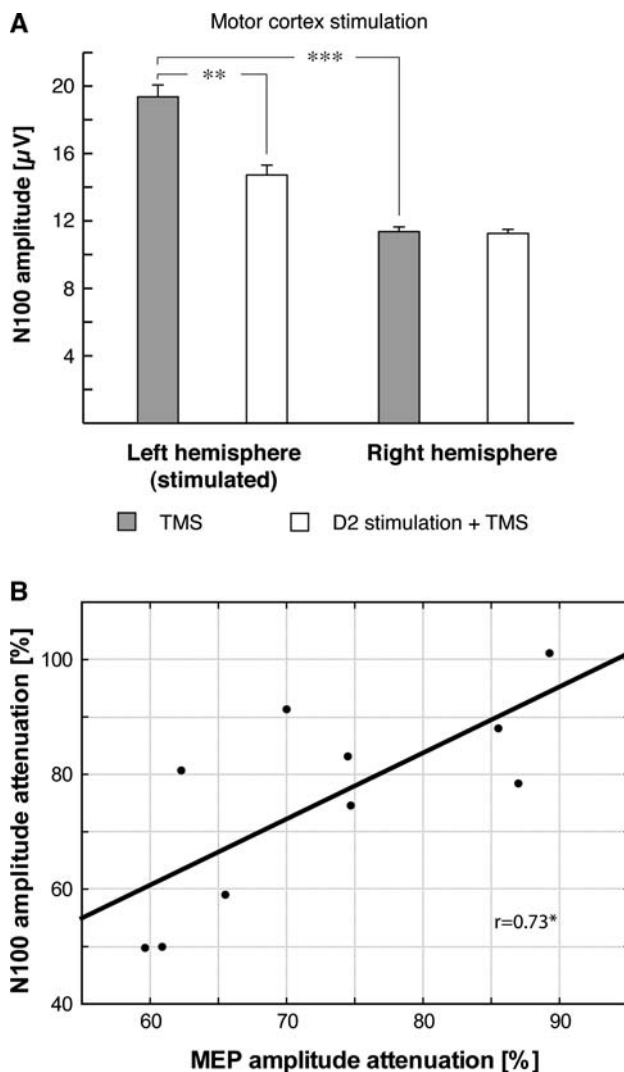 A
Motor cortex stimulation
N100 amplitude [µV]
20
16
12
8
4
**
***
Left hemisphere
(stimulated)
Right hemisphere
TMS
D2 stimulation + TMS
B
N100 amplitude attenuation [%]
100
80
60
40
r=0.73*
60 70 80 90
MEP amplitude attenuation [%]